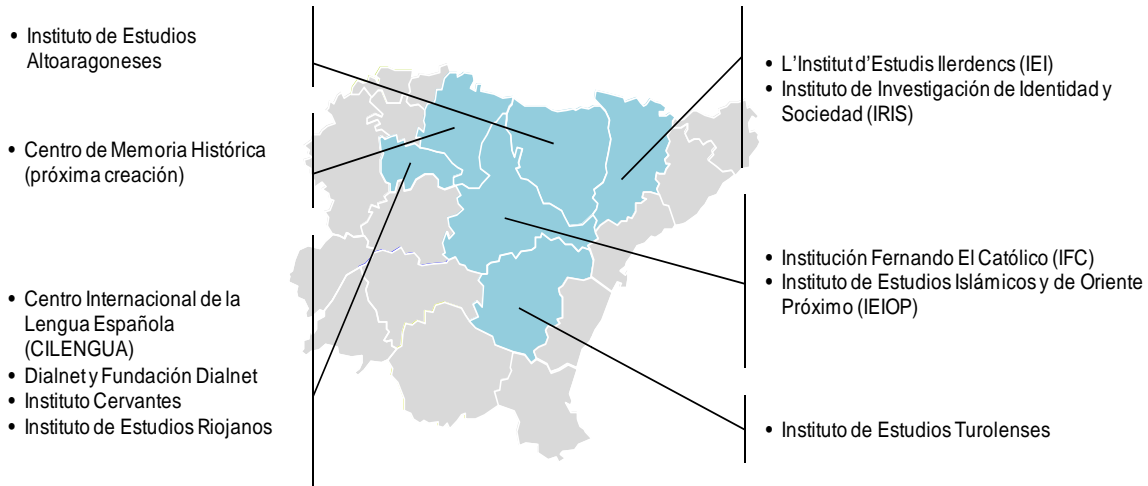 • Instituto de Estudios
Altoaragoneses
• Centro de Memoria Histórica
(próxima creación)
• Centro Internacional de la
Lengua Española
(CILENGUA)
• Dialnet y Fundación Dialnet
• Instituto Cervantes
• Instituto de Estudios Riojanos
• L'Institut d'Estudis Ilerdencs (IEI)
• Instituto de Investigación de Identidad y
Sociedad (IRIS)
• Institución Fernando El Católico (IFC)
• Instituto de Estudios Islámicos y de Oriente
Próximo (IEIOP)
• Instituto de Estudios Turolenses